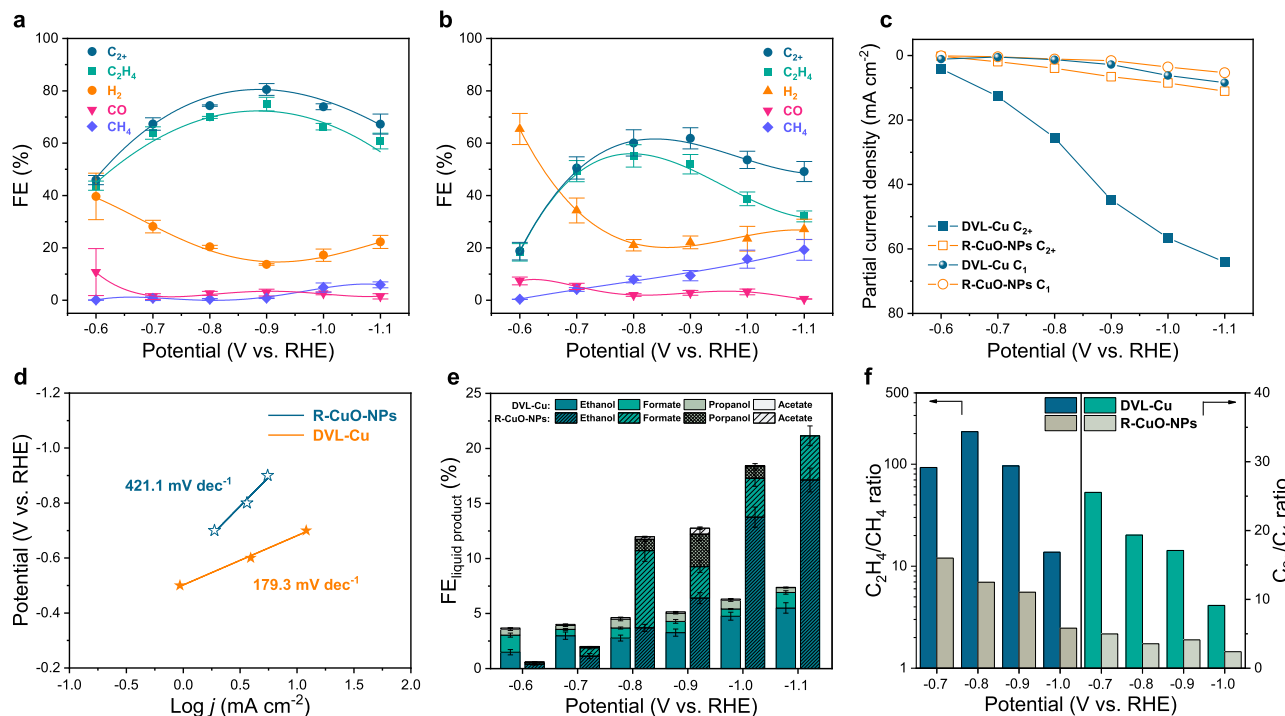 a
100
80
60
40
20
0
FE (%)
C2+
C2H4
H2
CO
CH4
-0.6 -0.7 -0.8 -0.9 -1.0 -1.1
Potential (V vs. RHE)
b
100
80
60
40
20
0
FE (%)
C2+
C2H4
H2
CO
CH4
-0.6 -0.7 -0.8 -0.9 -1.0 -1.1
Potential (V vs. RHE)
c
0
20
40
60
80
Partial current density (mA cm-2)
DVL-Cu C2+
R-CuO-NPs C2+
DVL-Cu C1
R-CuO-NPs C1
-0.6 -0.7 -0.8 -0.9 -1.0 -1.1
Potential (V vs. RHE)
d
-1.2
-1.0
-0.8
-0.6
-0.4
-0.2
Potential (V vs. RHE)
R-CuO-NPs
DVL-Cu
421.1 mV dec-1
179.3 mV dec-1
-1.0 -0.5 0.0 0.5 1.0 1.5 2.0
Log j (mA cm-2)
e
25
20
15
10
5
0
FEliquid product (%)
DVL-Cu: Ethanol Formate Propanol Acetate
R-CuO-NPs: Ethanol Formate Porpanol Acetate
-0.6 -0.7 -0.8 -0.9 -1.0 -1.1
Potential (V vs. RHE)
f
500
100
10
1
C2H4/CH4 ratio
DVL-Cu
R-CuO-NPs
40
30
20
10
0
ratio
-0.7 -0.8 -0.9 -1.0 -0.7 -0.8 -0.9 -1.0
Potential (V vs. RHE)